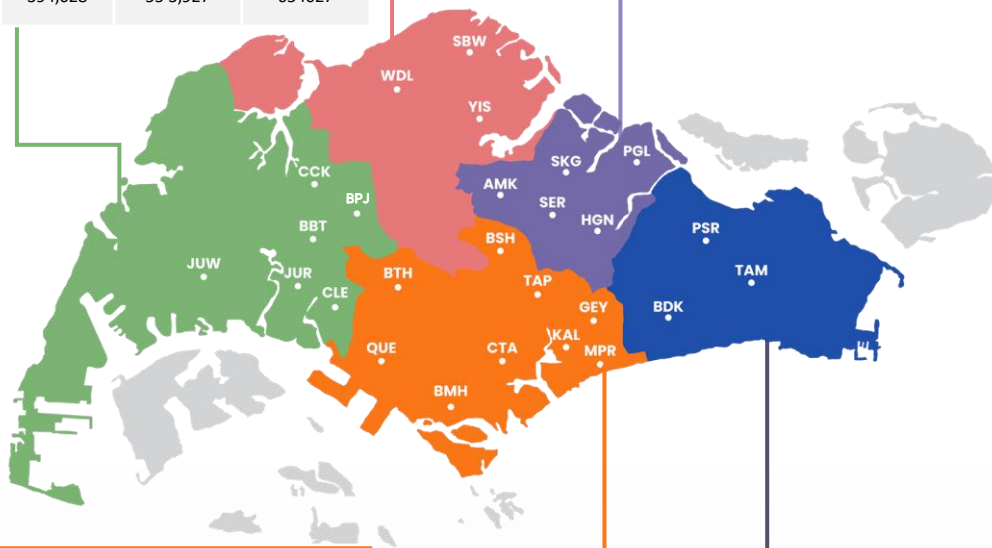 SBW
WDL
YIS
SKG
PGL
CCK
AMK
BPJ
SER
HGN
BBT
BSH
PSR
JUW
JUR
BTH
TAM
CLE
TAP
GEY
BDK
QUE
CTA
KAL
MPR
BMH